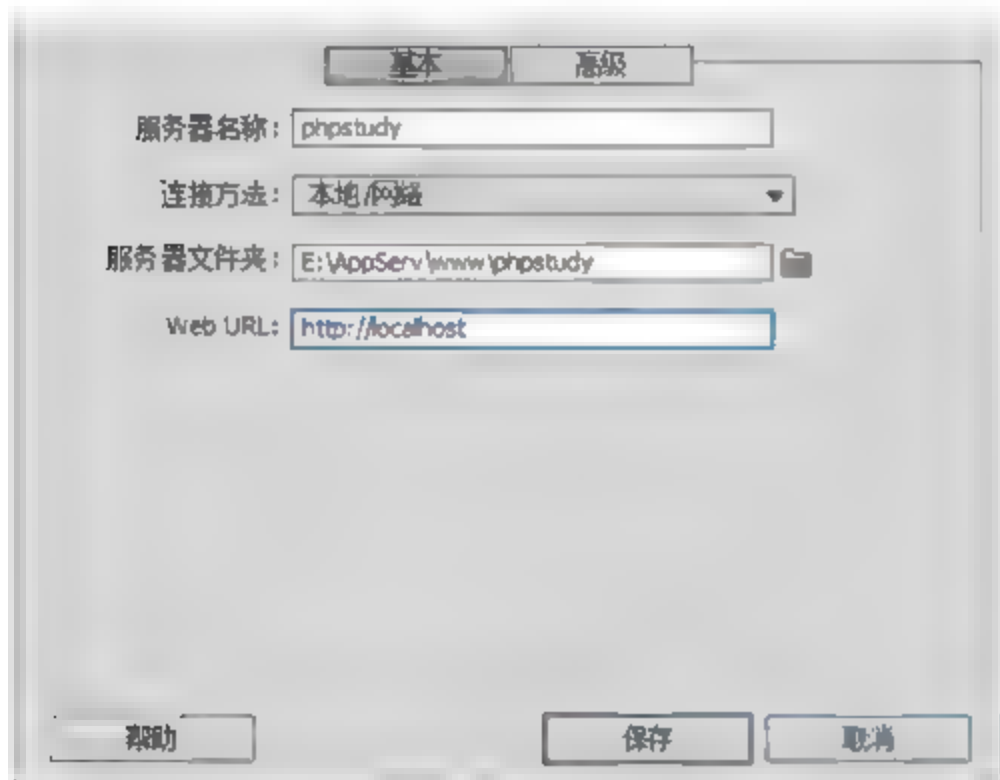 基本 高级
服务器名称: phpstudy
连接方法: 本地/网络
服务器文件夹: E:\AppServ\www\phpstudy
Web URL: http://localhost
帮助 保存 取消